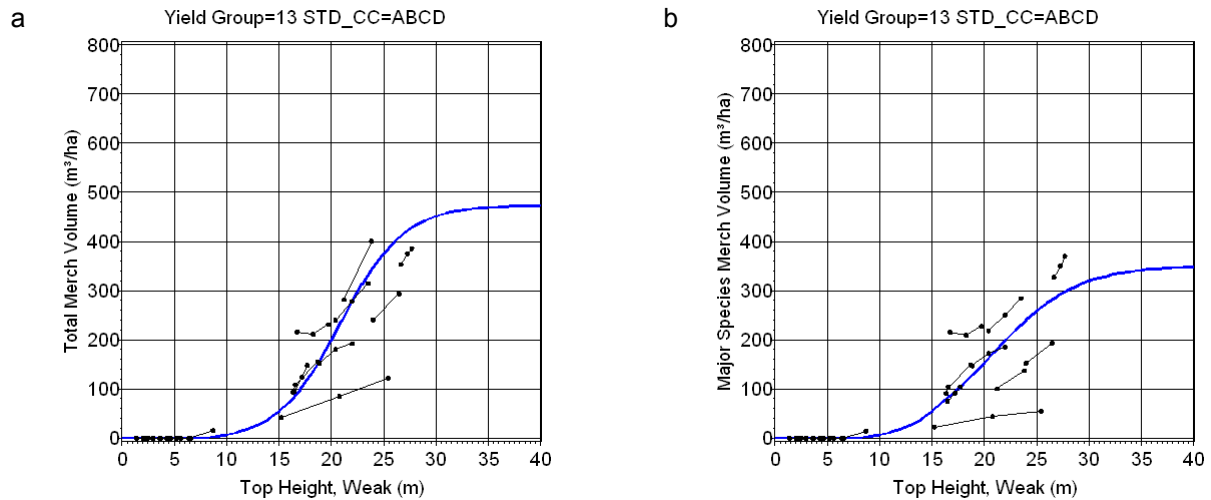 a
Yield Group=13 STD_CC=ABCD
Total Merch Volume (m³/ha)
800
700
600
500
400
300
200
100
0
0 5 10 15 20 25 30 35 40
Top Height, Weak (m)
b
Yield Group=13 STD_CC=ABCD
Major Species Merch Volume (m³/ha)
800
700
600
500
400
300
200
100
0
0 5 10 15 20 25 30 35 40
Top Height, Weak (m)